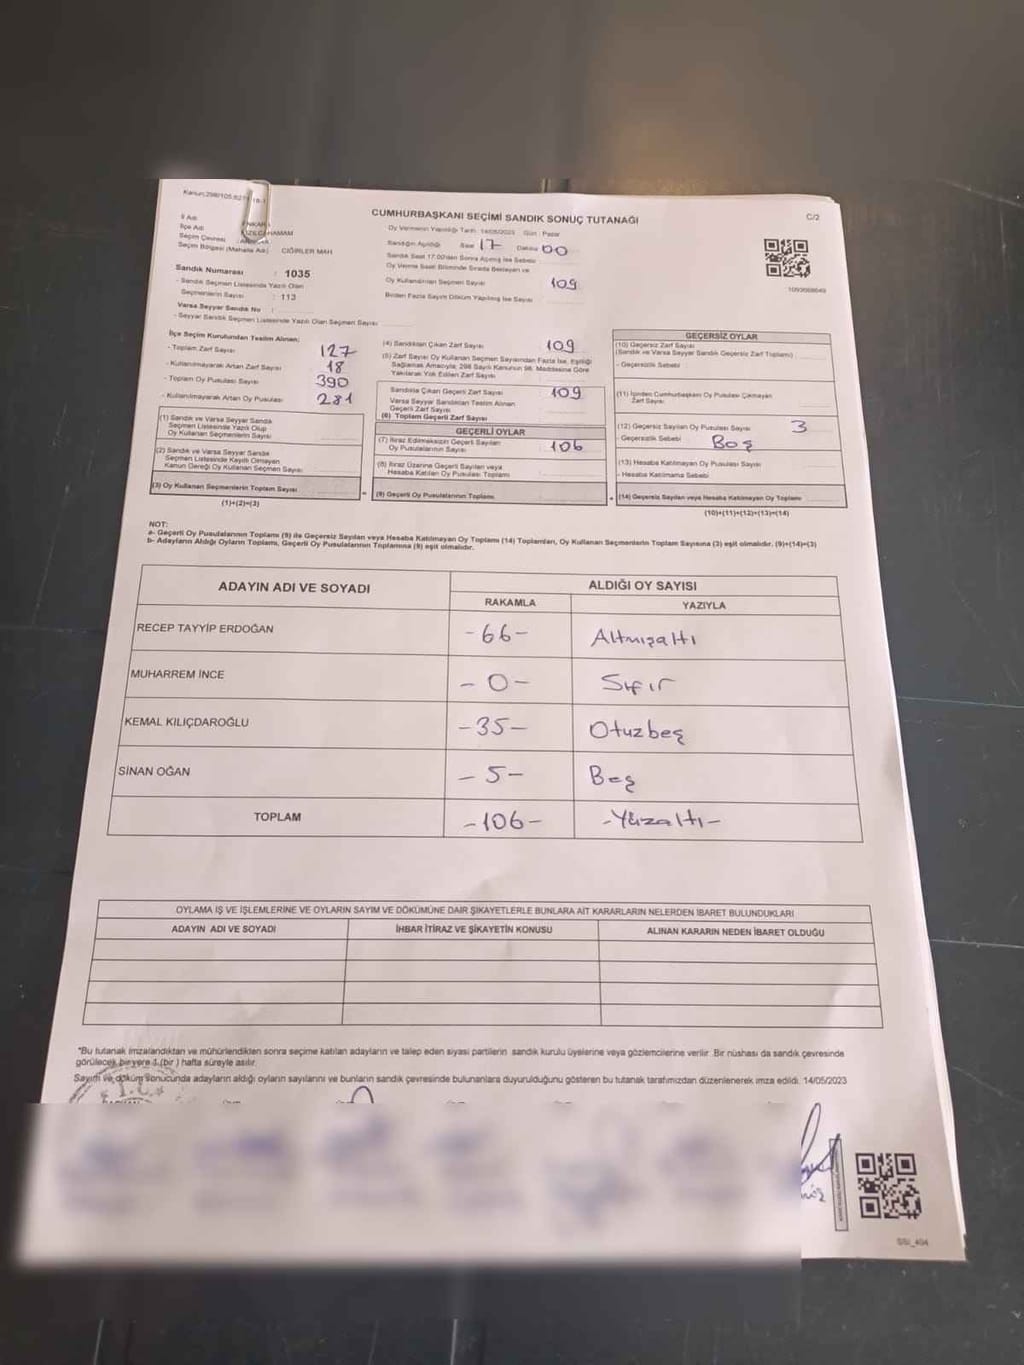 CUMHURBAŞKANI SEÇİMİ SANDIK SONUÇ TUTANAĞI
C/2
İl Adı
İlçe Adı
Seçim Çevresi
Seçim Bölgesi (Mahalle Adı) CİĞİRLER MAH
Oy Vermenin Yapıldığı Tarih: 14/05/2023 Gün: Pazar
Sandığın Açıldığı Saat 17 Dakika 00
Sandık Saat 17.00'den Sonra Açılmış İse Sebebi
Oy Verme Saati Bitiminde Sırada Bekleyen ve
Oy Kullandırılan Seçmen Sayısı 109
Birden Fazla Sayım Döküm Yapılmış İse Sayısı
Sandık Numarası : 1035
- Sandık Seçmen Listesinde Yazılı Olan
Seçmenlerin Sayısı : 113
Varsa Seyyar Sandık No :
- Seyyar Sandık Seçmen Listesinde Yazılı Olan Seçmen Sayısı
İlçe Seçim Kurulundan Teslim Alınan;
- Toplam Zarf Sayısı 127
- Kullanılmayarak Artan Zarf Sayısı 18
- Toplam Oy Pusulası Sayısı 390
- Kullanılmayarak Artan Oy Pusulası 281
(1) Sandık ve Varsa Seyyar Sandık
Seçmen Listesinde Yazılı Olup
Oy Kullanan Seçmenlerin Sayısı
(2) Sandık ve Varsa Seyyar Sandık
Seçmen Listesinde Kayıtlı Olmayan
Kanun Gereği Oy Kullanan Seçmen Sayısı
(3) Oy Kullanan Seçmenlerin Toplam Sayısı
(1)+(2)=(3)
(4) Sandıktan Çıkan Zarf Sayısı 109
(5) Zarf Sayısı Oy Kullanan Seçmen Sayısından Fazla İse, Eşitliği
Sağlamak Amacıyla; 298 Sayılı Kanunun 98. Maddesine Göre
Yakılarak Yok Edilen Zarf Sayısı
Sandıkta Çıkan Geçerli Zarf Sayısı 109
Varsa Seyyar Sandıktan Teslim Alınan
Geçerli Zarf Sayısı
(6) Toplam Geçerli Zarf Sayısı
GEÇERLİ OYLAR
(7) İtiraz Edilmeksizin Geçerli Sayılan
Oy Pusulasının Sayısı 106
(8) İtiraz Üzerine Geçerli Sayılan veya
Hesaba Katılan Oy Pusulası Toplamı
(9) Geçerli Oy Pusulalarının Toplamı
GEÇERSİZ OYLAR
(10) Geçersiz Zarf Sayısı
(Sandık ve Varsa Seyyar Sandık Geçersiz Zarf Toplamı)
- Geçersizlik Sebebi
(11) İçinden Cumhurbaşkanı Oy Pusulası Çıkmayan
Zarf Sayısı
(12) Geçersiz Sayılan Oy Pusulası Sayısı 3
- Geçersizlik Sebebi Boş
(13) Hesaba Katılmayan Oy Pusulası Sayısı
- Hesaba Katılmama Sebebi
(14) Geçersiz Sayılan veya Hesaba Katılmayan Oy Toplamı
(10)+(11)+(12)+(13)=(14)
NOT:
a- Geçerli Oy Pusulalarının Toplamı (9) ile Geçersiz Sayılan veya Hesaba Katılmayan Oy Toplamı (14) Toplamları, Oy Kullanan Seçmenlerin Toplam Sayısına (3) eşit olmalıdır. (9)+(14)=(3)
b- Adayların Aldığı Oyların Toplamı, Geçerli Oy Pusulalarının Toplamına (9) eşit olmalıdır.
ADAYIN ADI VE SOYADI
ALDIĞI OY SAYISI
RAKAMLA YAZIYLA
RECEP TAYYİP ERDOĞAN -66- Altmışaltı
MUHARREM İNCE -0- Sıfır
KEMAL KILIÇDAROĞLU -35- Otuzbeş
SİNAN OĞAN -5- Beş
TOPLAM -106- -Yüzaltı-
OYLAMA İŞ VE İŞLEMLERİNE VE OYLARIN SAYIM VE DÖKÜMÜNE DAİR ŞİKAYETLERLE BUNLARA AİT KARARLARIN NELERDEN İBARET BULUNDUKLARI
ADAYIN ADI VE SOYADI İHBAR İTİRAZ VE ŞİKAYETİN KONUSU ALINAN KARARIN NEDEN İBARET OLDUĞU
*Bu tutanak imzalandıktan ve mühürlendikten sonra seçime katılan adayların ve talep eden siyasi partilerin sandık kurulu üyelerine veya gözlemcilerine verilir. Bir nüshası da sandık çevresinde
görülecek bir yere 1 (bir ) hafta süreyle asılır.
Sayım ve döküm sonucunda adayların aldığı oyların sayılarını ve bunların sandık çevresinde bulunanlara duyurulduğunu gösteren bu tutanak tarafımızdan düzenlenerek imza edildi. 14/05/2023